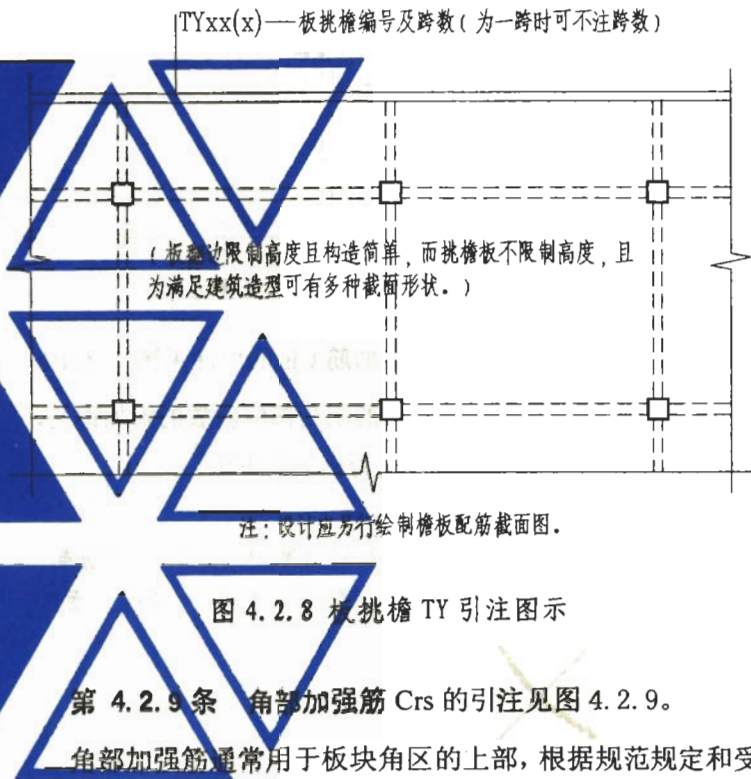 TYxx(x)——板挑檐编号及跨数(为一跨时可不注跨数)
(板翻边限制高度且构造简单,而挑檐板不限制高度,且
为满足建筑造型可有多种截面形状。)
注:设计应另行绘制檐板配筋截面图。
图 4.2.8 板挑檐 TY 引注图示
第 4.2.9 条 角部加强筋 Crs 的引注见图 4.2.9。
角部加强筋通常用于板块角区的上部,根据规范规定和受